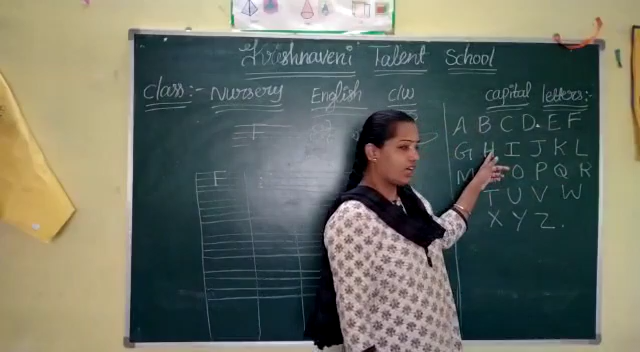 Krishnaveni Talent School
class:- Nursery English c/w capital letters:-
F
F
A B C D E F
G H I J K L
M O P Q R
T U V W
X Y Z.